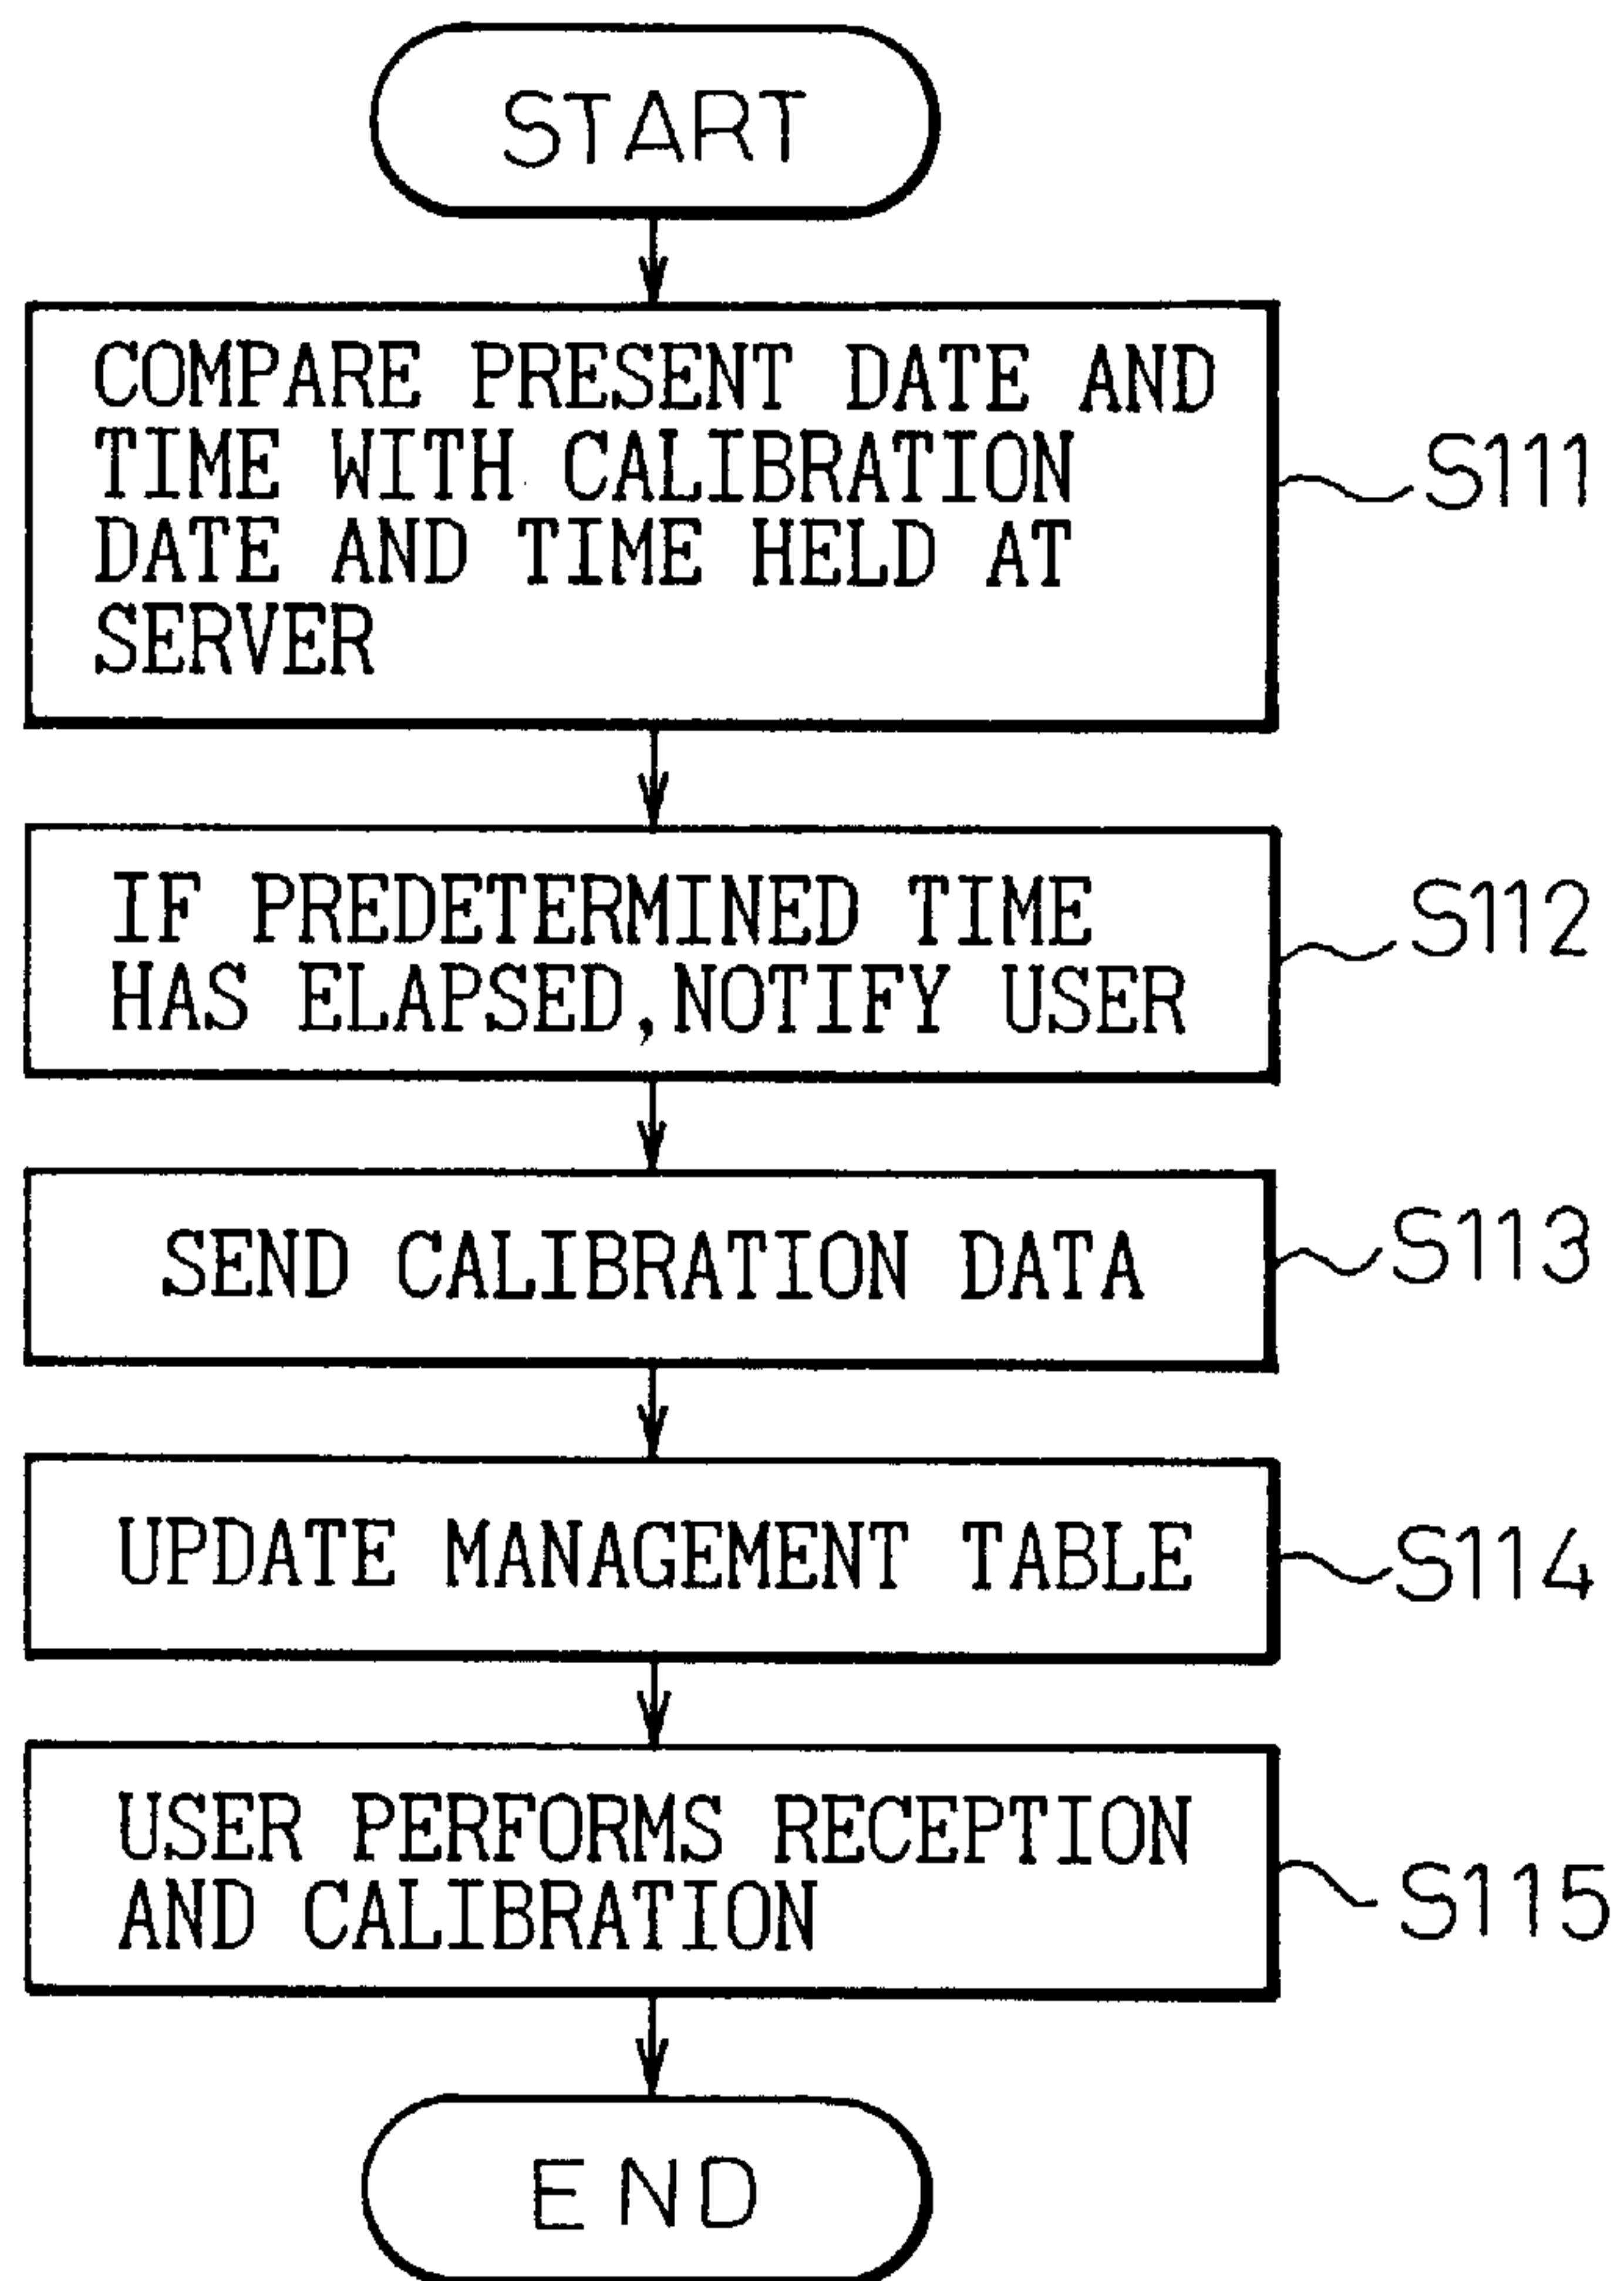 START
COMPARE PRESENT DATE AND
TIME WITH CALIBRATION
DATE AND TIME HELD AT
SERVER
S111
IF PREDETERMINED TIME
HAS ELAPSED,NOTIFY USER
S112
SEND CALIBRATION DATA
S113
UPDATE MANAGEMENT TABLE
S114
USER PERFORMS RECEPTION
AND CALIBRATION
S115
END